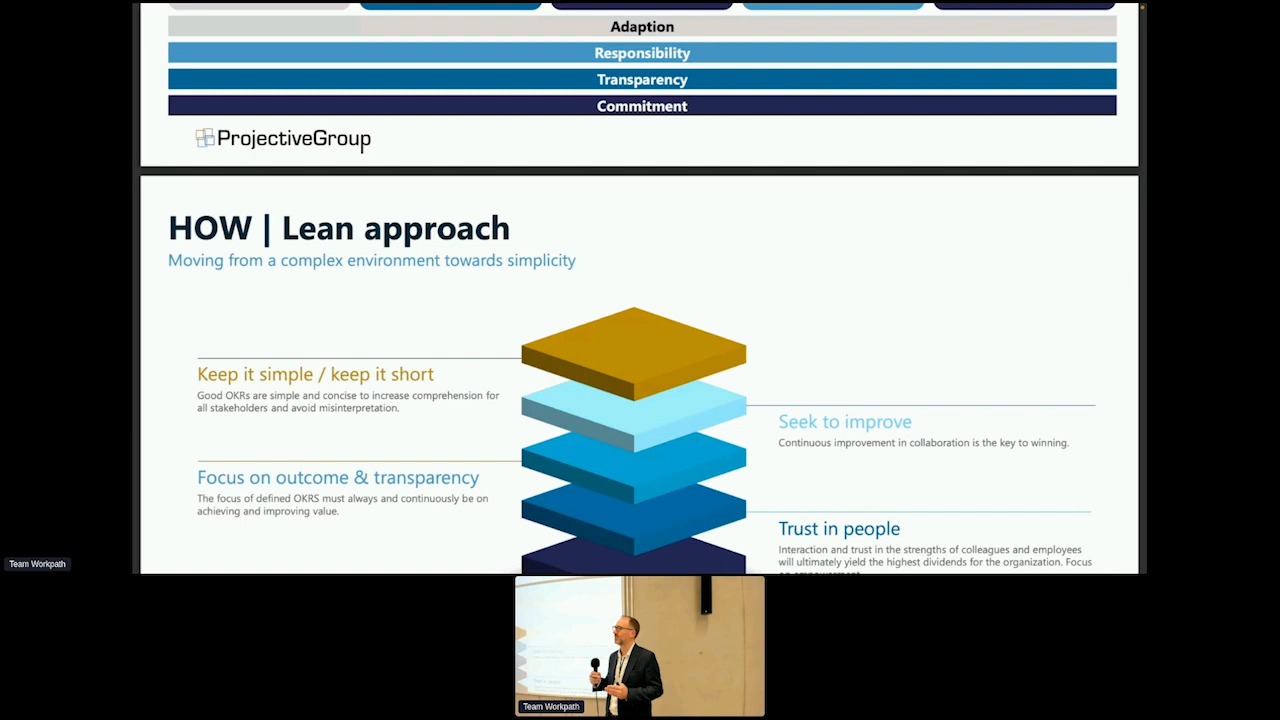 Adaption
Responsibility
Transparency
Commitment
ProjectiveGroup
HOW | Lean approach
Moving from a complex environment towards simplicity
Keep it simple / keep it short
Good OKRs are simple and concise to increase comprehension for
all stakeholders and avoid misinterpretation.
Seek to improve
Continuous improvement in collaboration is the key to winning.
Focus on outcome & transparency
The focus of defined OKRS must always and continuously be on
achieving and improving value.
Trust in people
Interaction and trust in the strengths of colleagues and employees
will ultimately yield the highest dividends for the organization. Focus
Team Workpath
Team Workpath